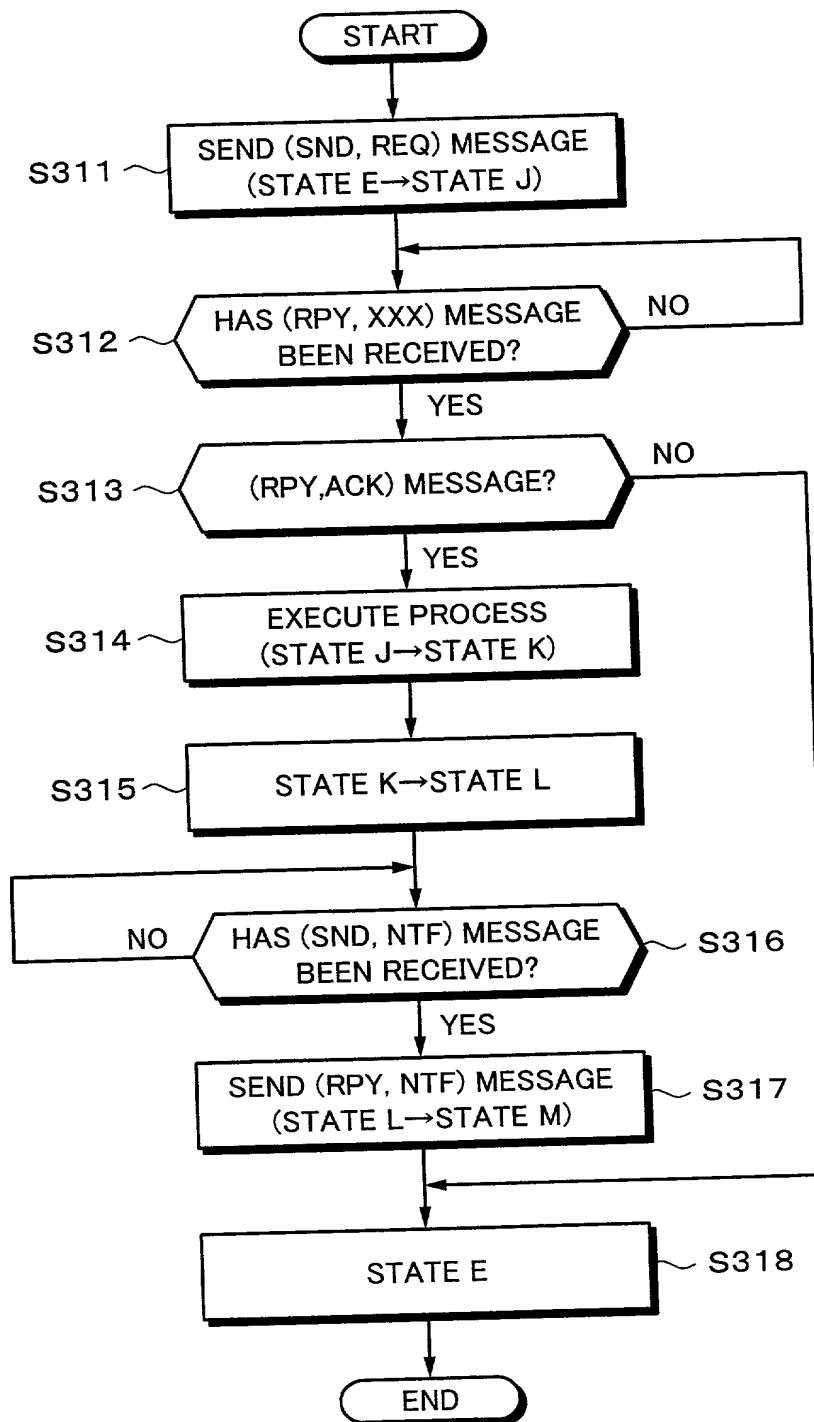 START
S311
SEND (SND, REQ) MESSAGE
(STATE E→STATE J)
S312
HAS (RPY, XXX) MESSAGE
BEEN RECEIVED?
NO
YES
S313
(RPY,ACK) MESSAGE?
NO
YES
S314
EXECUTE PROCESS
(STATE J→STATE K)
S315
STATE K→STATE L
NO
HAS (SND, NTF) MESSAGE
BEEN RECEIVED?
S316
YES
SEND (RPY, NTF) MESSAGE
(STATE L→STATE M)
S317
STATE E
S318
END